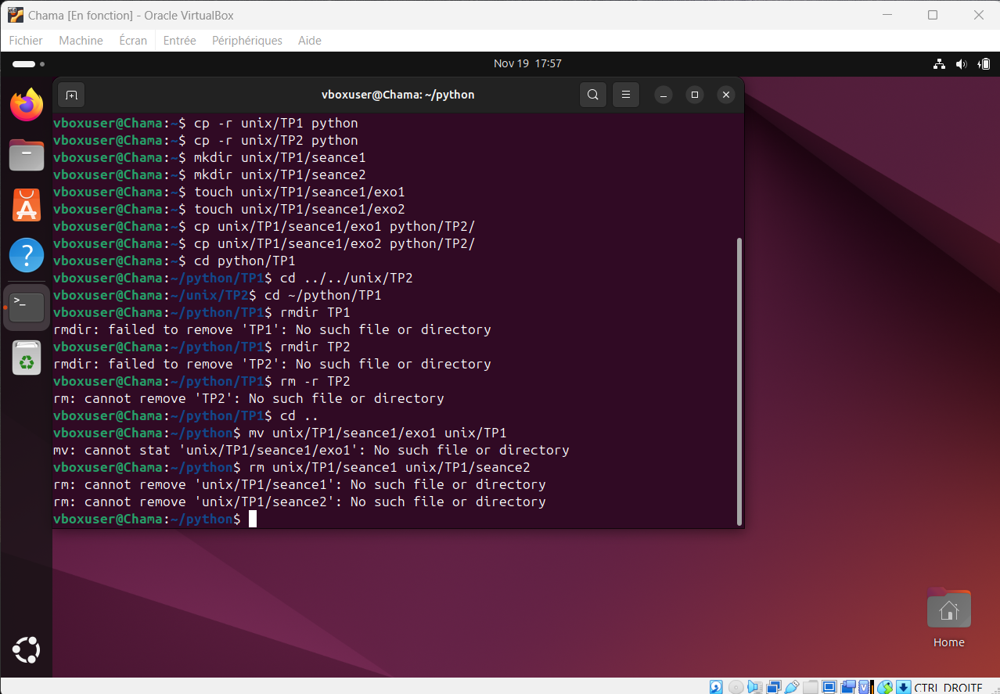 Chama [En fonction] - Oracle VirtualBox
Fichier Machine Écran Entrée Périphériques Aide
Nov 19 17:57
vboxuser@Chama: ~/python
vboxuser@Chama:~$ cp -r unix/TP1 python
vboxuser@Chama:~$ cp -r unix/TP2 python
vboxuser@Chama:~$ mkdir unix/TP1/seance1
vboxuser@Chama:~$ mkdir unix/TP1/seance2
vboxuser@Chama:~$ touch unix/TP1/seance1/exo1
vboxuser@Chama:~$ touch unix/TP1/seance1/exo2
vboxuser@Chama:~$ cp unix/TP1/seance1/exo1 python/TP2/
vboxuser@Chama:~$ cp unix/TP1/seance1/exo2 python/TP2/
vboxuser@Chama:~$ cd python/TP1
vboxuser@Chama:~/python/TP1$ cd ../../unix/TP2
vboxuser@Chama:~/unix/TP2$ cd ~/python/TP1
vboxuser@Chama:~/python/TP1$ rmdir TP1
rmdir: failed to remove 'TP1': No such file or directory
vboxuser@Chama:~/python/TP1$ rmdir TP2
rmdir: failed to remove 'TP2': No such file or directory
vboxuser@Chama:~/python/TP1$ rm -r TP2
rm: cannot remove 'TP2': No such file or directory
vboxuser@Chama:~/python/TP1$ cd ..
vboxuser@Chama:~/python$ mv unix/TP1/seance1/exo1 unix/TP1
mv: cannot stat 'unix/TP1/seance1/exo1': No such file or directory
vboxuser@Chama:~/python$ rm unix/TP1/seance1 unix/TP1/seance2
rm: cannot remove 'unix/TP1/seance1': No such file or directory
rm: cannot remove 'unix/TP1/seance2': No such file or directory
vboxuser@Chama:~/python$
Home
CTRL DROITE